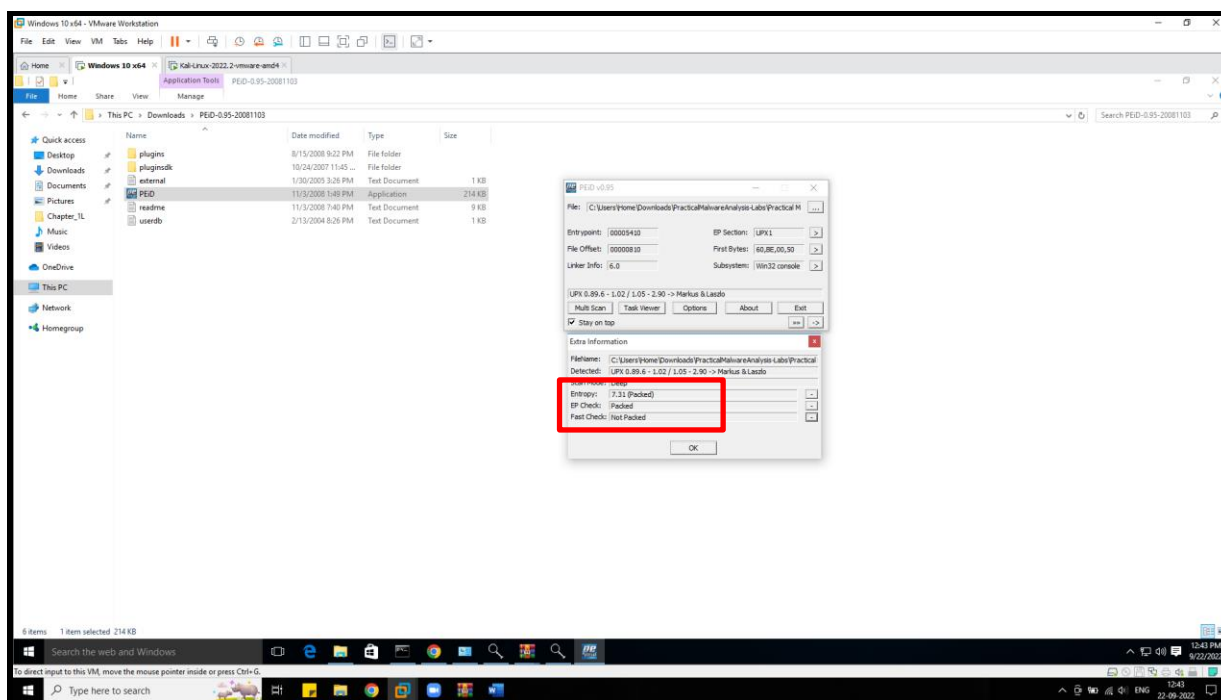 Windows 10 x64 - VMware Workstation
File Edit View VM Tabs Help
Home Windows 10 x64 Kali-Linux-2022.2-vmware-amd4
Application Tools PEiD-0.95-20081103
File Home Share View Manage
This PC > Downloads > PEiD-0.95-20081103 Search PEiD-0.95-20081103
Name Date modified Type Size
Quick access
Desktop
Downloads
Documents
Pictures
Chapter_1L
Music
Videos
OneDrive
This PC
Network
Homegroup
plugins 8/15/2008 9:22 PM File folder
pluginsdk 10/24/2007 11:45 ... File folder
external 1/30/2005 3:26 PM Text Document 1 KB
PEiD 11/3/2008 1:49 PM Application 214 KB
readme 11/3/2008 7:40 PM Text Document 9 KB
userdb 2/13/2004 8:26 PM Text Document 1 KB
PEiD v0.95
File: C:\Users\Home\Downloads\PracticalMalwareAnalysis-Labs\Practical M ...
Entrypoint: 00005410 EP Section: UPX1 >
File Offset: 00000810 First Bytes: 60,BE,00,50 >
Linker Info: 6.0 Subsystem: Win32 console >
UPX 0.89.6 - 1.02 / 1.05 - 2.90 -> Markus & Laszlo
Multi Scan Task Viewer Options About Exit
Stay on top »» ->
Extra Information
FileName: C:\Users\Home\Downloads\PracticalMalwareAnalysis-Labs\Practical
Detected: UPX 0.89.6 - 1.02 / 1.05 - 2.90 -> Markus & Laszlo
Scan Mode: Deep
Entropy: 7.31 (Packed) -
EP Check: Packed -
Fast Check: Not Packed -
OK
6 items 1 item selected 214 KB
Search the web and Windows
12:43 PM
9/22/2022
To direct input to this VM, move the mouse pointer inside or press Ctrl+G.
Type here to search
ENG
12:43
22-09-2022